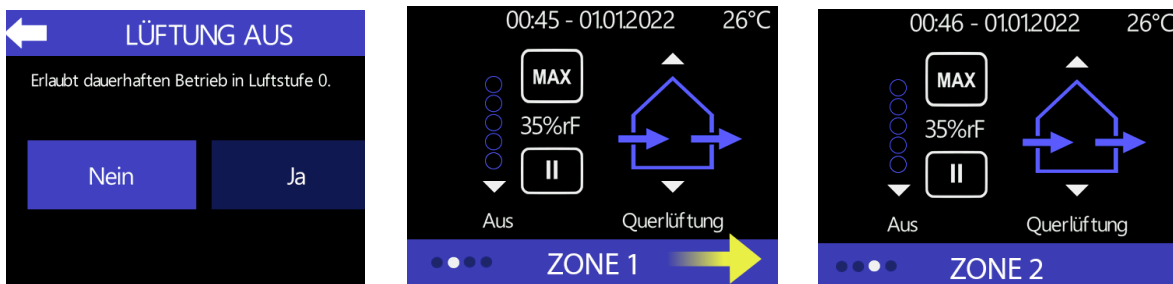 LÜFTUNG AUS
Erlaubt dauerhaften Betrieb in Luftstufe 0.
Nein
Ja
00:45 - 01.01.2022 26°C
MAX
35%rF
Aus
Querlüftung
ZONE 1
00:46 - 01.01.2022 26°C
MAX
35%rF
Aus
Querlüftung
ZONE 2